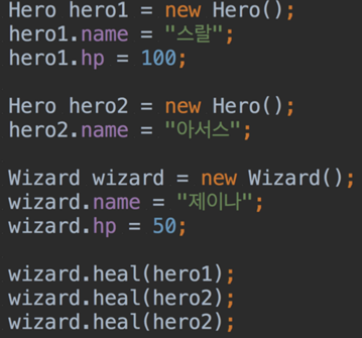 Hero hero1 = new Hero();
hero1.name = "스랄";
hero1.hp = 100;
Hero hero2 = new Hero();
hero2.name = "아서스";
Wizard wizard = new Wizard();
wizard.name = "제이나";
wizard.hp = 50;
wizard.heal(hero1);
wizard.heal(hero2);
wizard.heal(hero2);